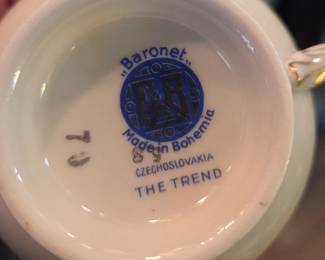 „Baronet"
Made in Bohemia
CZECHOSLOVAKIA
THE TREND